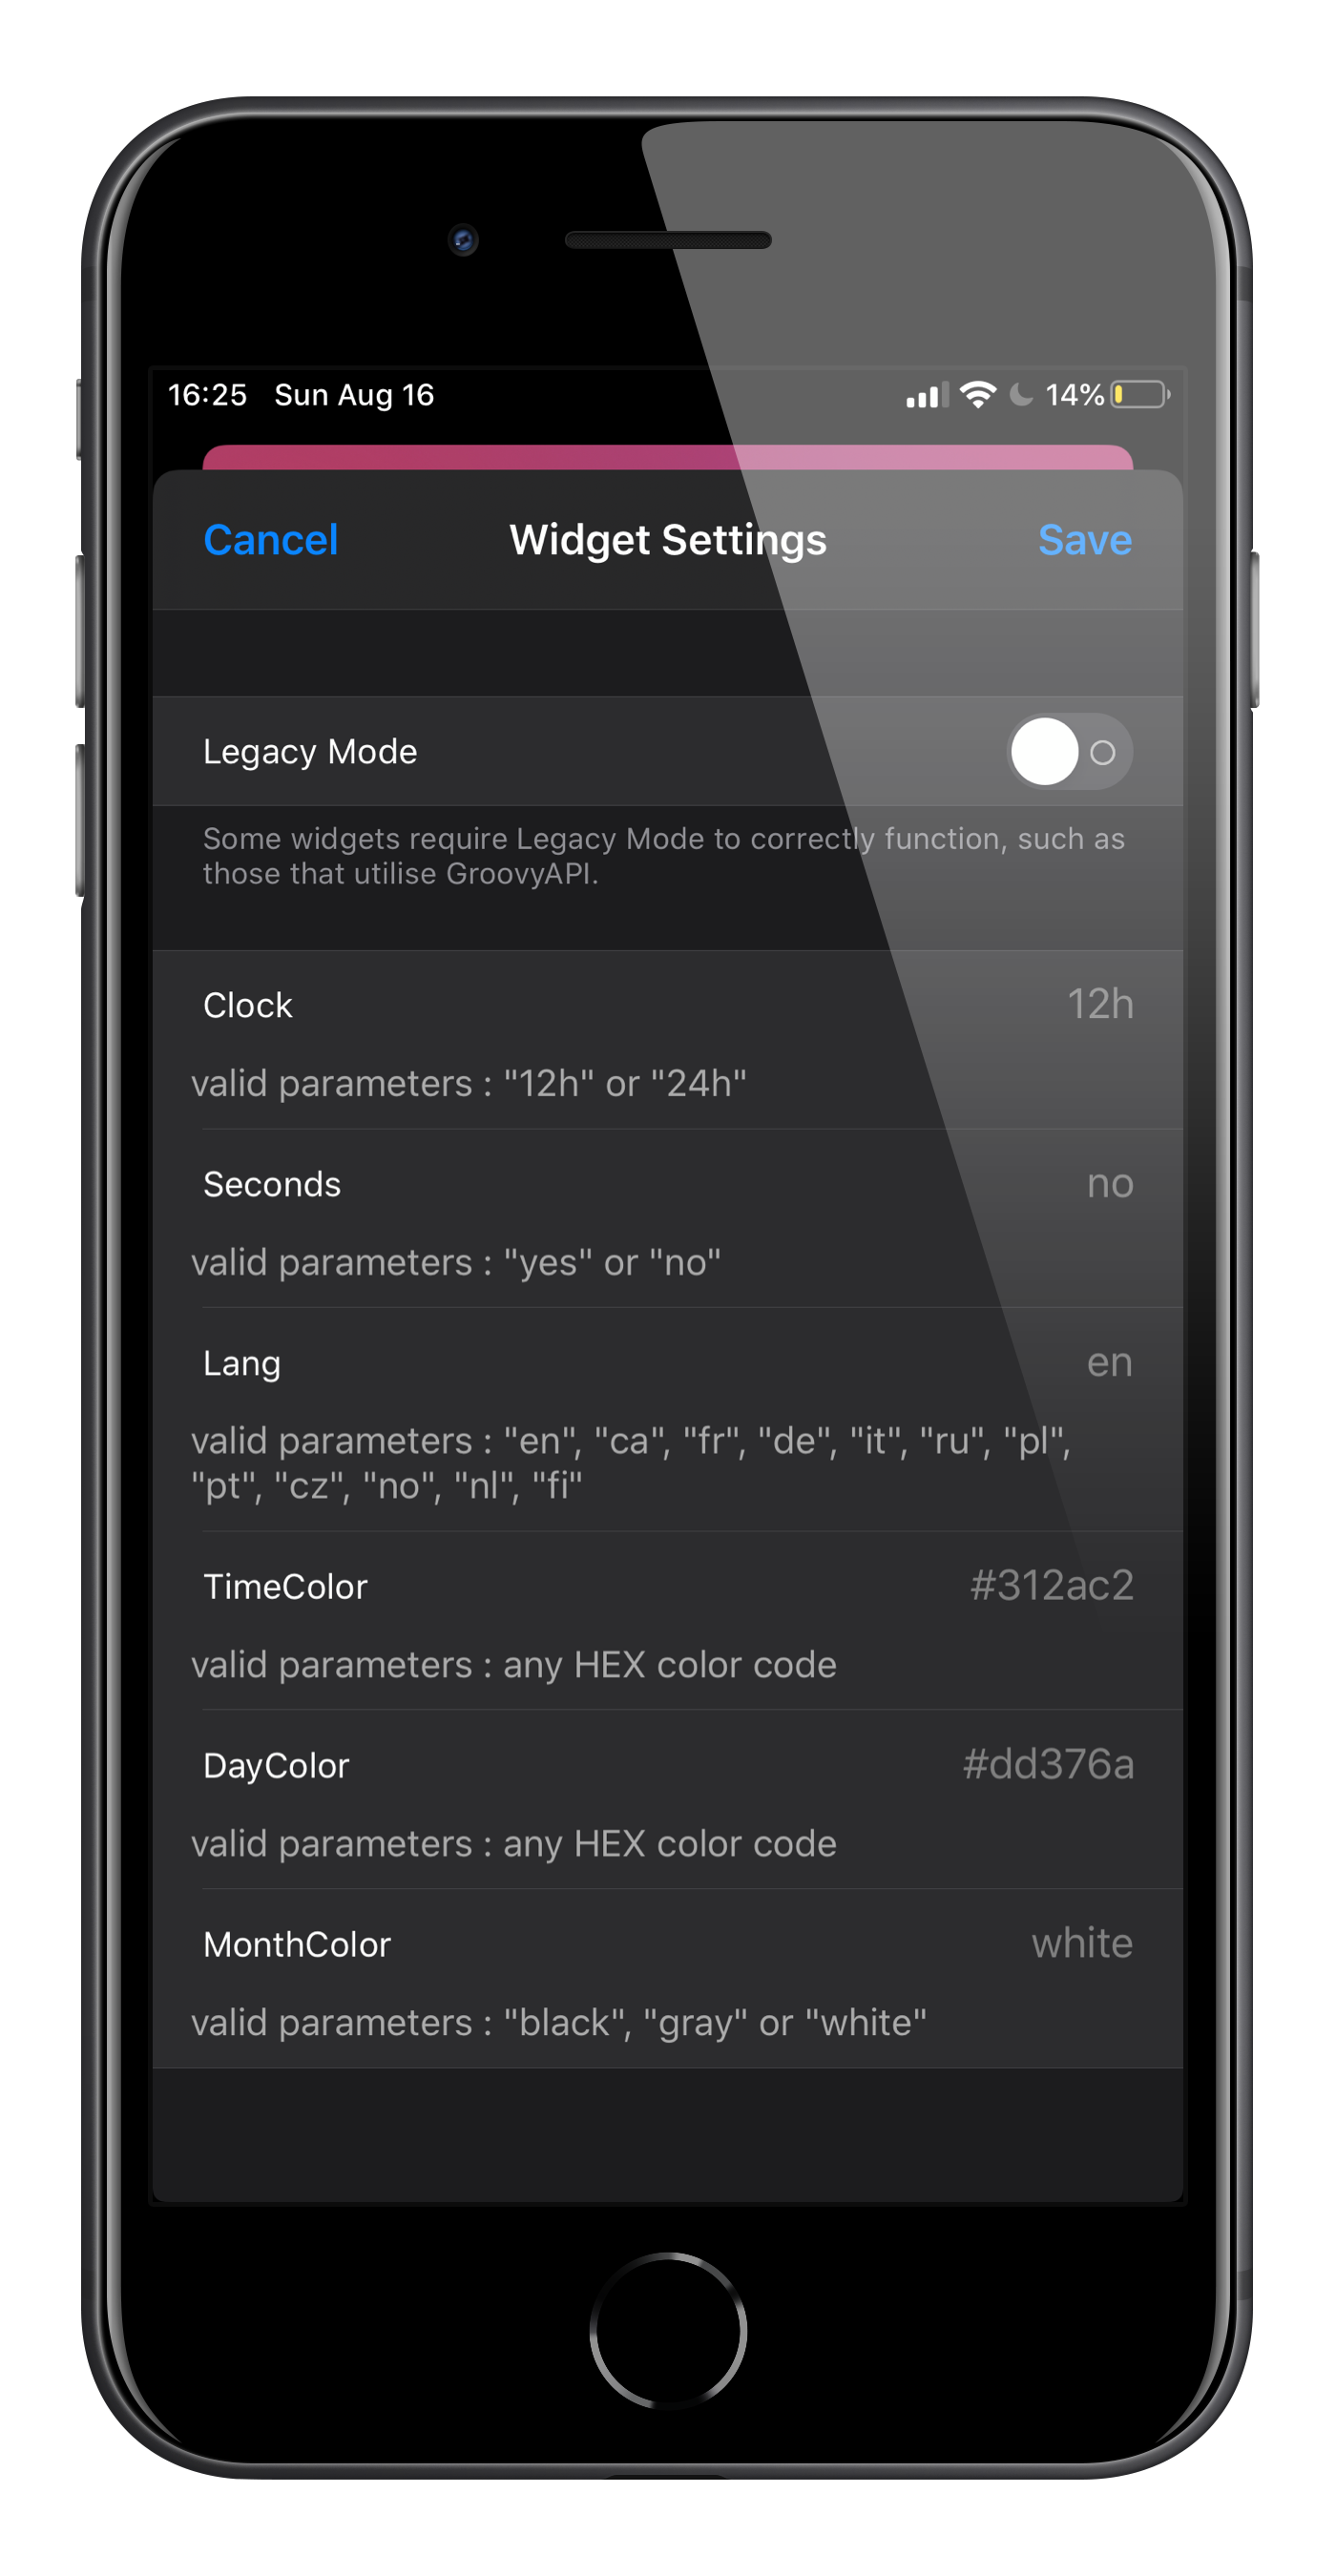 16:25 Sun Aug 16 14%
Cancel Widget Settings Save
Legacy Mode
Some widgets require Legacy Mode to correctly function, such as
those that utilise GroovyAPI.
Clock 12h
valid parameters : "12h" or "24h"
Seconds no
valid parameters : "yes" or "no"
Lang en
valid parameters : "en", "ca", "fr", "de", "it", "ru", "pl",
"pt", "cz", "no", "nl", "fi"
TimeColor #312ac2
valid parameters : any HEX color code
DayColor #dd376a
valid parameters : any HEX color code
MonthColor white
valid parameters : "black", "gray" or "white"